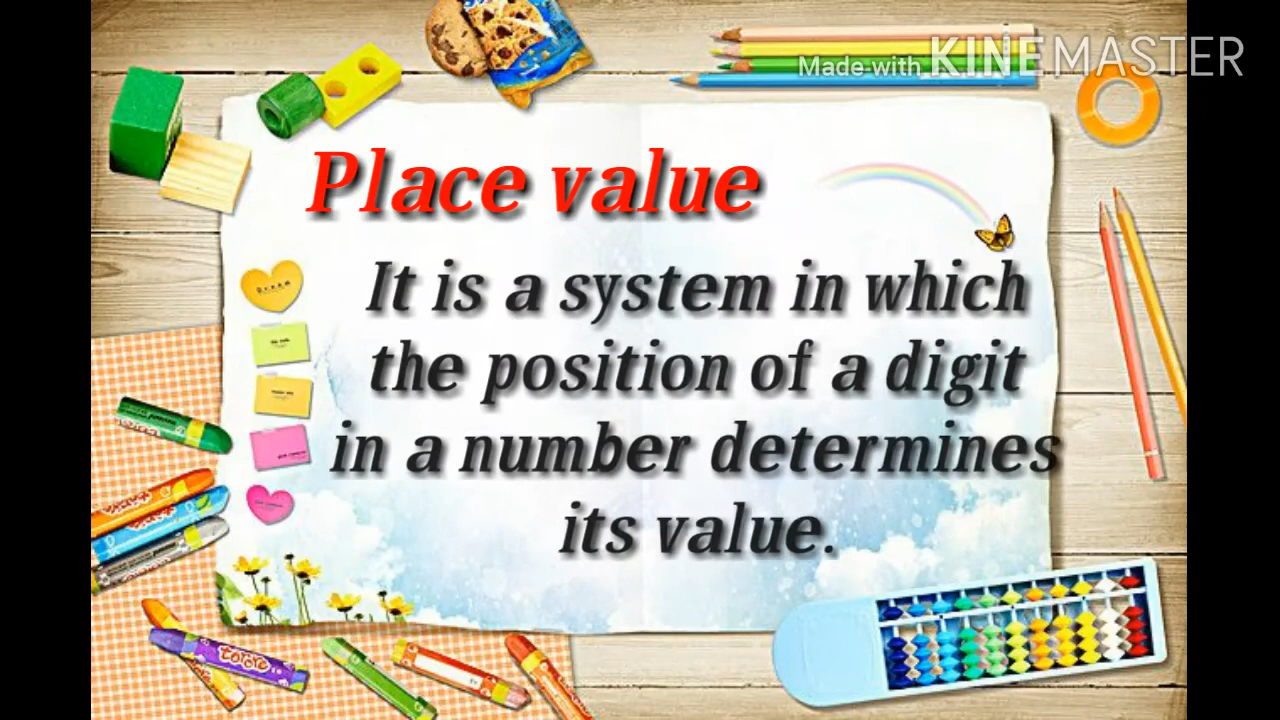 Made with KINEMASTER
Place value
It is a system in which
the position of a digit
in a number determines
its value.
Dream